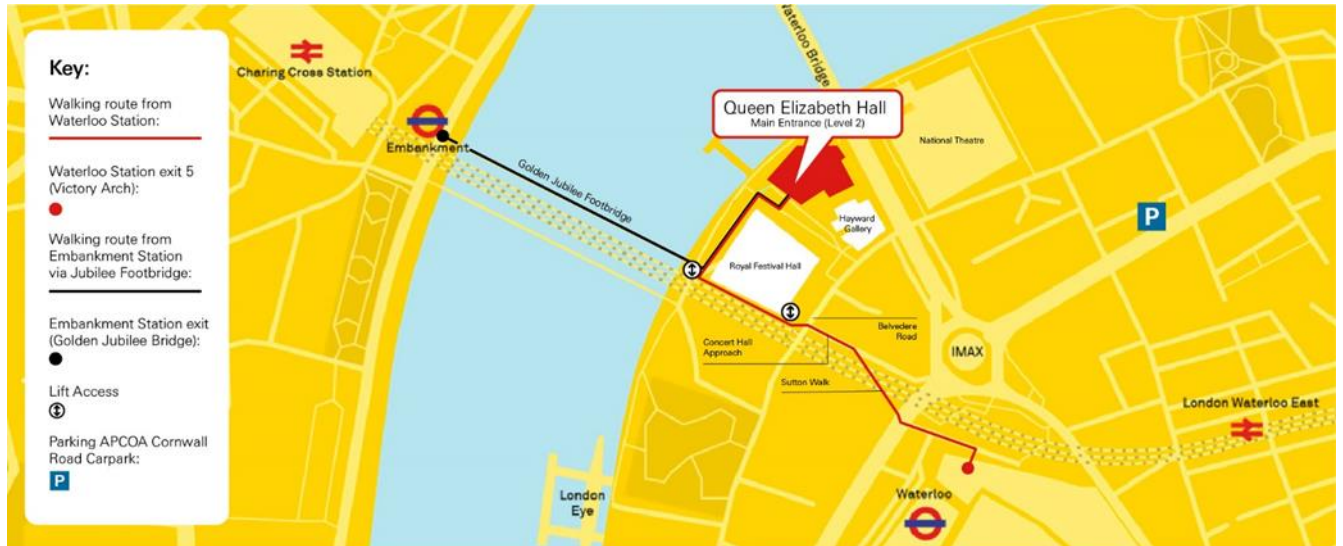 Key:
Walking route from
Waterloo Station:
Waterloo Station exit 5
(Victory Arch):
Walking route from
Embankment Station
via Jubilee Footbridge:
Embankment Station exit
(Golden Jubilee Bridge):
Lift Access
Parking APCOA Cornwall
Road Carpark:
P
Charing Cross Station
Embankment
Golden Jubilee Footbridge
Waterloo Bridge
Queen Elizabeth Hall
Main Entrance (Level 2)
National Theatre
P
Hayward
Gallery
Royal Festival Hall
Belvedere
Road
Concert Hall
Approach
IMAX
Sutton Walk
London Waterloo East
Waterloo
London
Eye